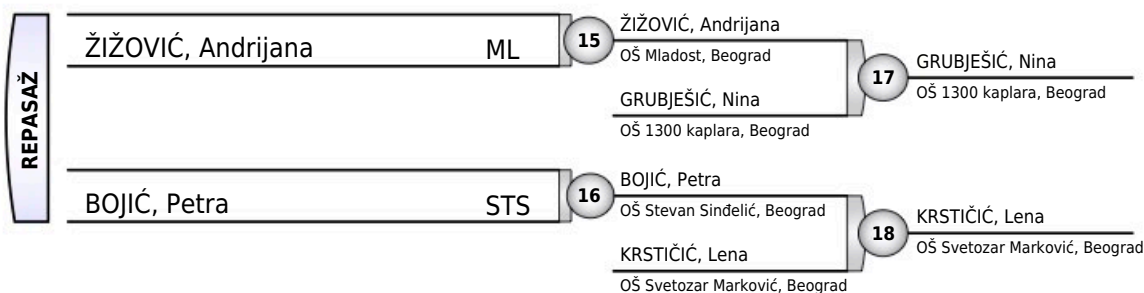 REPASAŽ
ŽIŽOVIĆ, Andrijana ML
15
ŽIŽOVIĆ, Andrijana
OŠ Mladost, Beograd
GRUBJEŠIĆ, Nina
OŠ 1300 kaplara, Beograd
17
GRUBJEŠIĆ, Nina
OŠ 1300 kaplara, Beograd
BOJIĆ, Petra STS
16
BOJIĆ, Petra
OŠ Stevan Sinđelić, Beograd
KRSTIČIĆ, Lena
OŠ Svetozar Marković, Beograd
18
KRSTIČIĆ, Lena
OŠ Svetozar Marković, Beograd